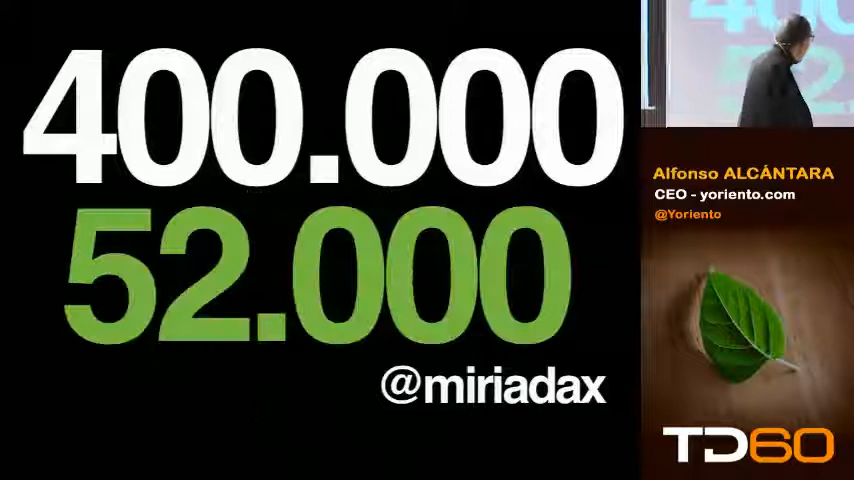 400.000
52.000
@miriadax
Alfonso ALCÁNTARA
CEO - yoriento.com
@Yoriento
TD60